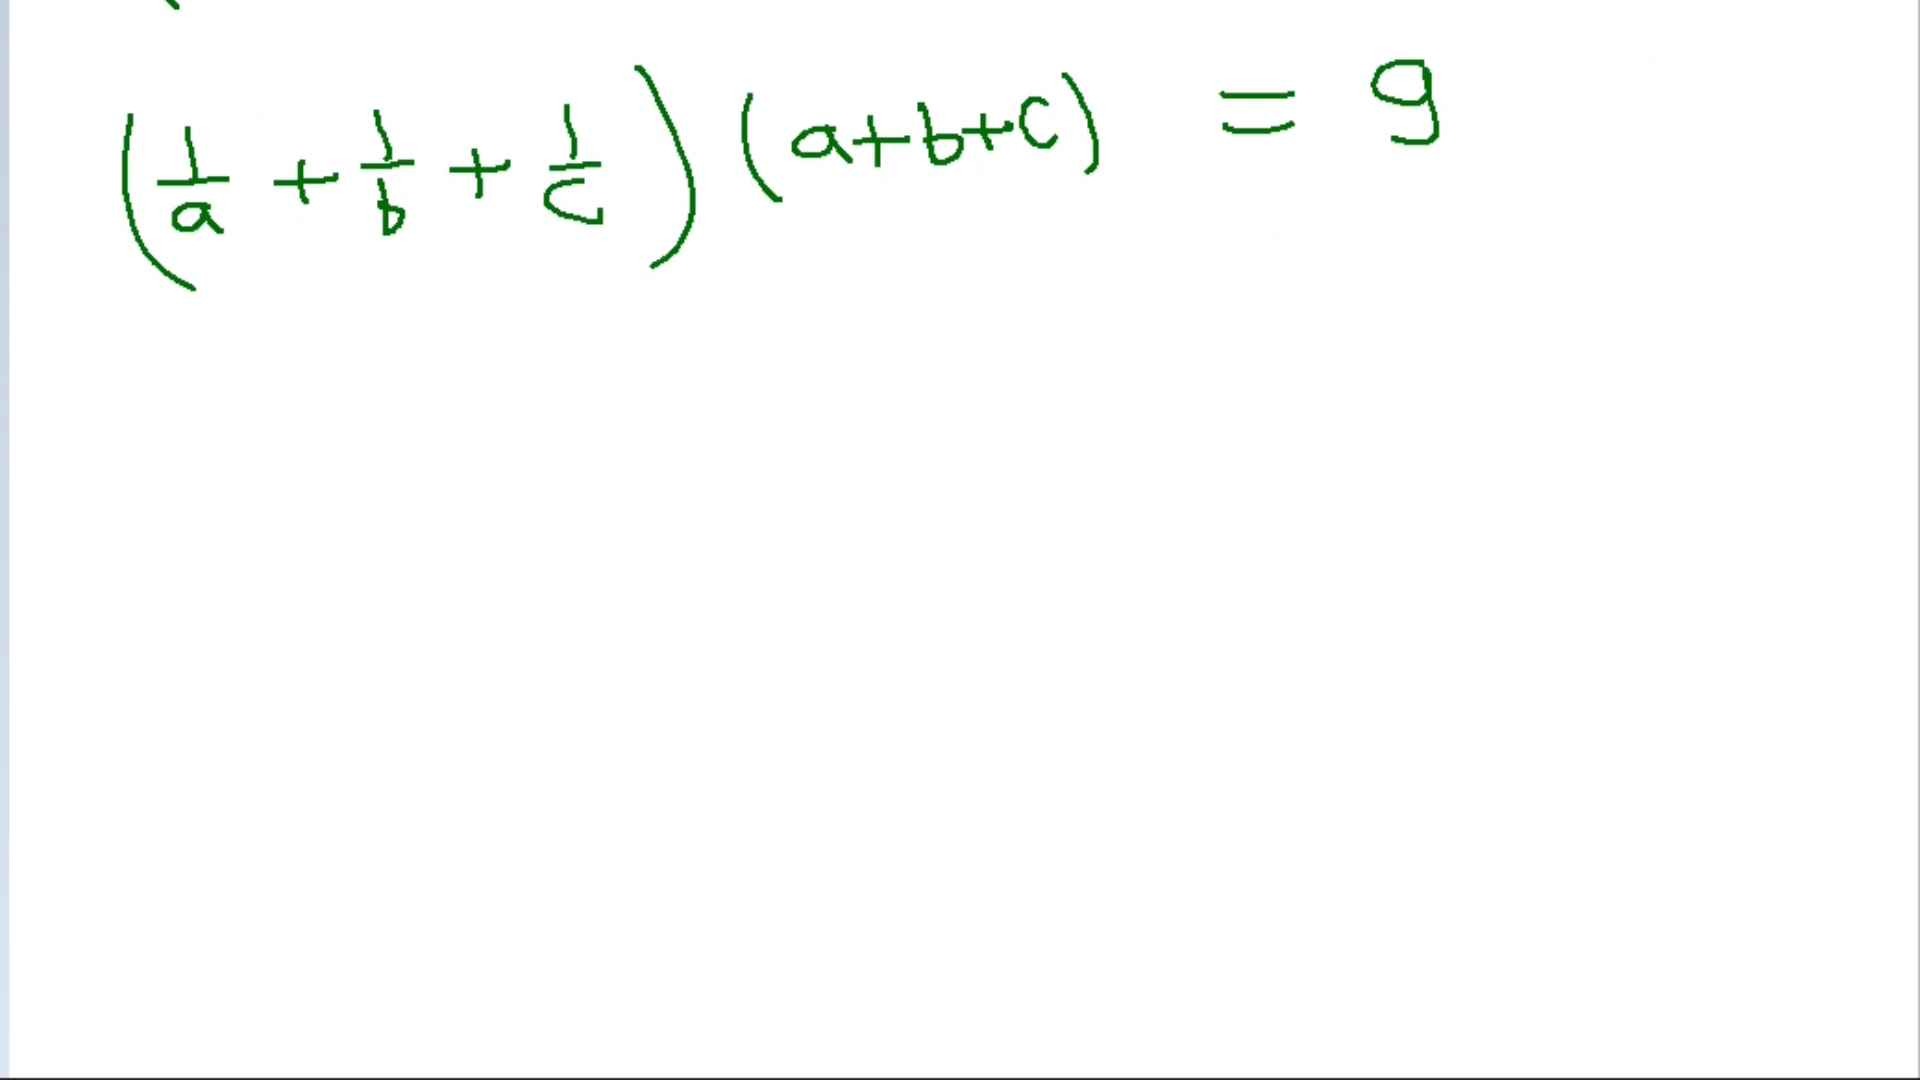 (1/a + 1/b + 1/c) (a+b+c) = 9